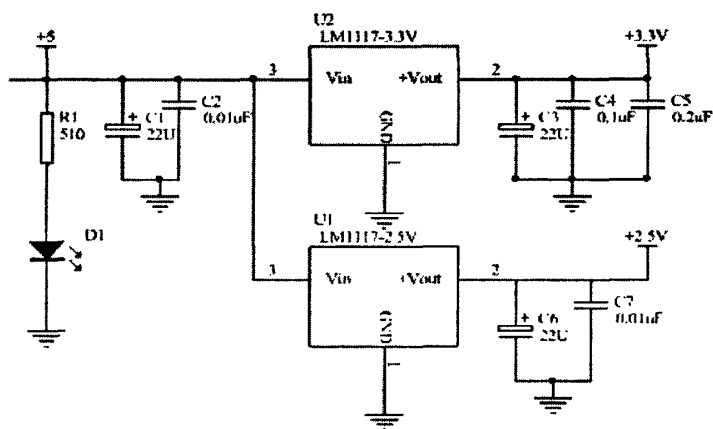 U2
+5
LM1117-3.3V
+3.3V
3
Vin
+Vout
2
R1
510
+
C1
22U
C2
0.01uF
GND
1
+
C3
22U
C4
0.1uF
C5
0.2uF
U1
LM1117-2.5V
D1
+2.5V
3
Vin
+Vout
2
GND
1
+
C6
22U
C7
0.01uF